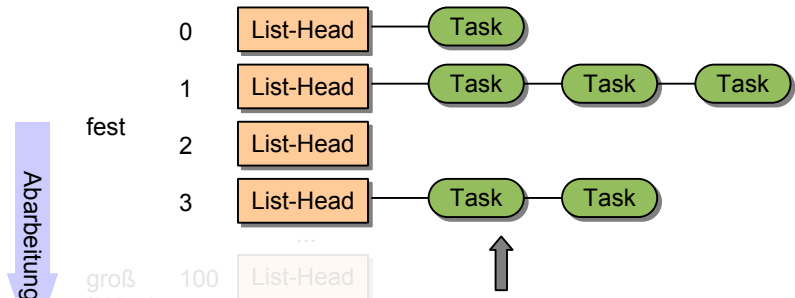 0 List-Head Task
1 List-Head Task Task Task
fest
2 List-Head
3 List-Head Task Task
...
groß 100 List-Head
Abarbeitung